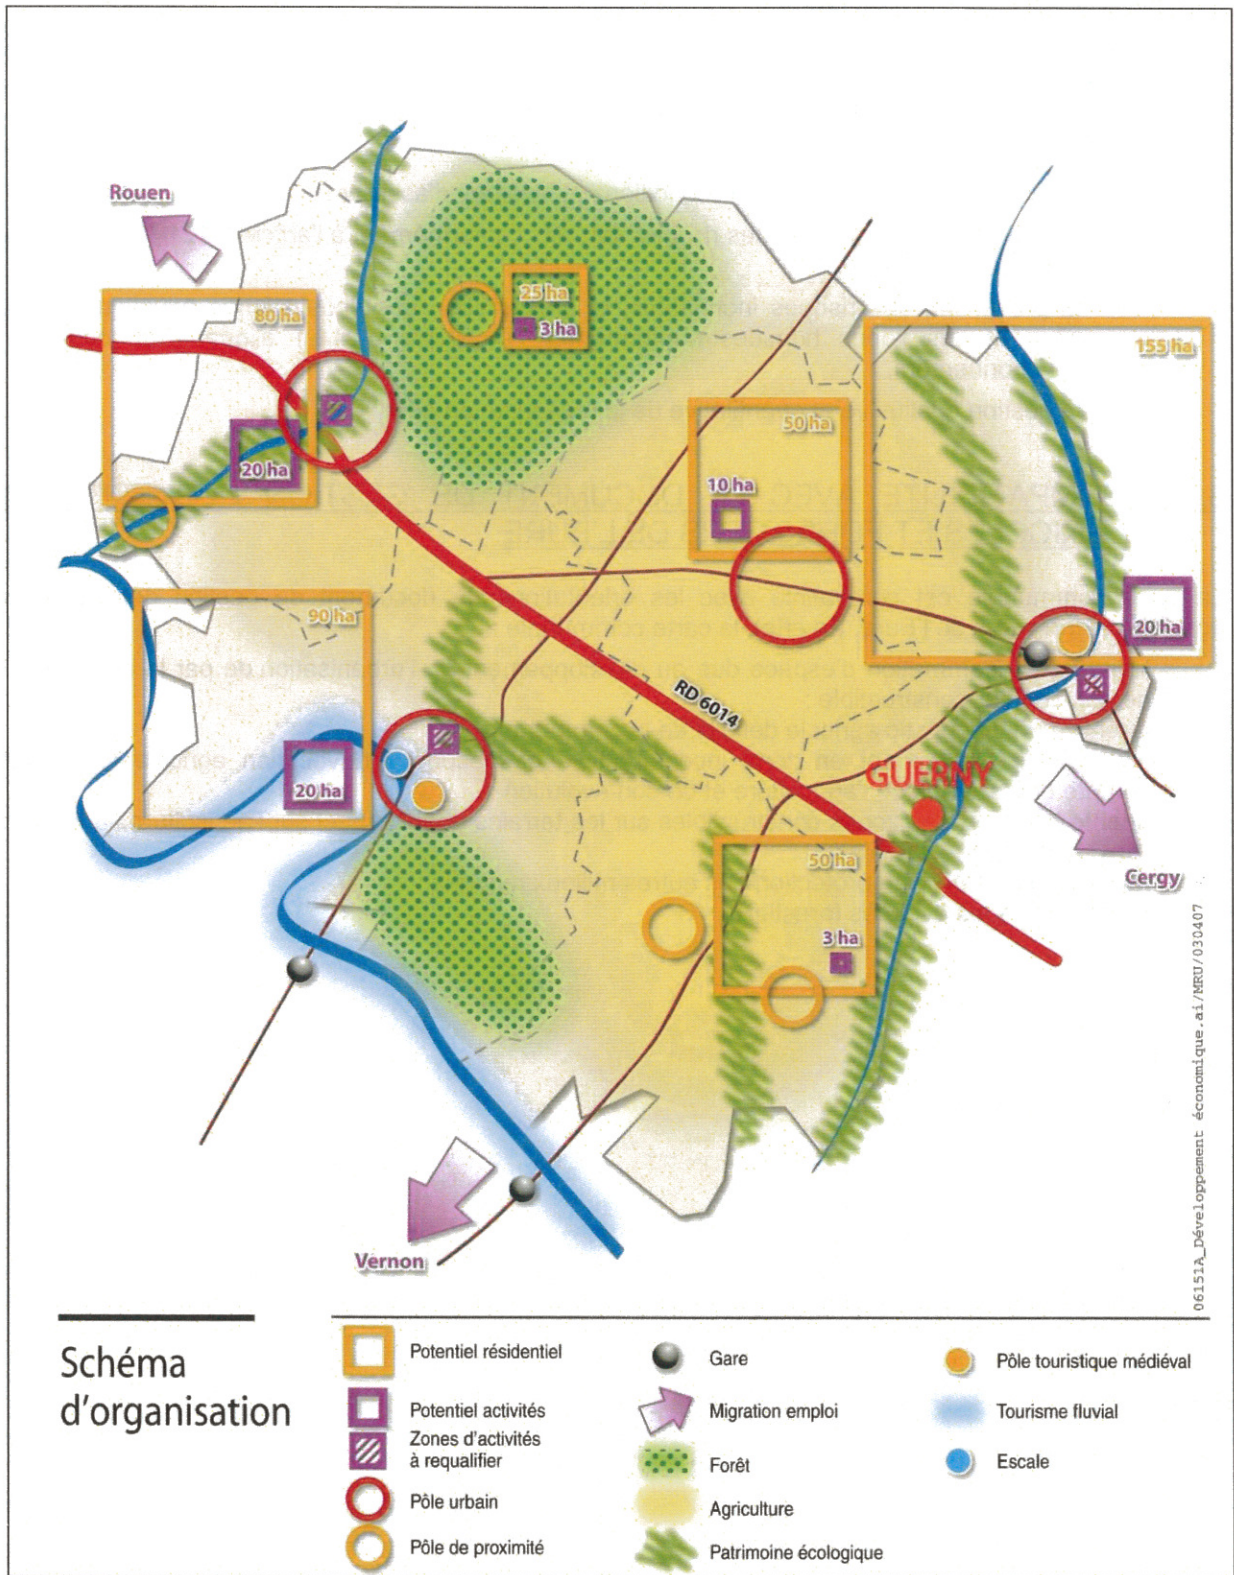 Rouen
80 ha
25 ha
3 ha
155 ha
50 ha
20 ha
10 ha
90 ha
20 ha
RD 6014
20 ha
GUERNY
50 ha
Cergy
3 ha
Vernon
06151A_Développement économique.ai/MRU/030407
Schéma
d'organisation
Potentiel résidentiel
Potentiel activités
Zones d'activités
à requalifier
Pôle urbain
Pôle de proximité
Gare
Migration emploi
Forêt
Agriculture
Patrimoine écologique
Pôle touristique médiéval
Tourisme fluvial
Escale